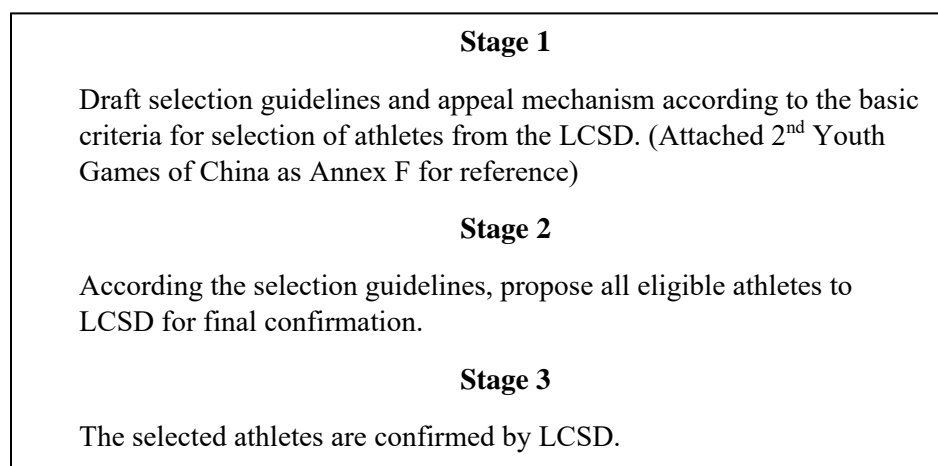 Stage 1
Draft selection guidelines and appeal mechanism according to the basic
criteria for selection of athletes from the LCSD. (Attached 2nd Youth
Games of China as Annex F for reference)
Stage 2
According the selection guidelines, propose all eligible athletes to
LCSD for final confirmation.
Stage 3
The selected athletes are confirmed by LCSD.